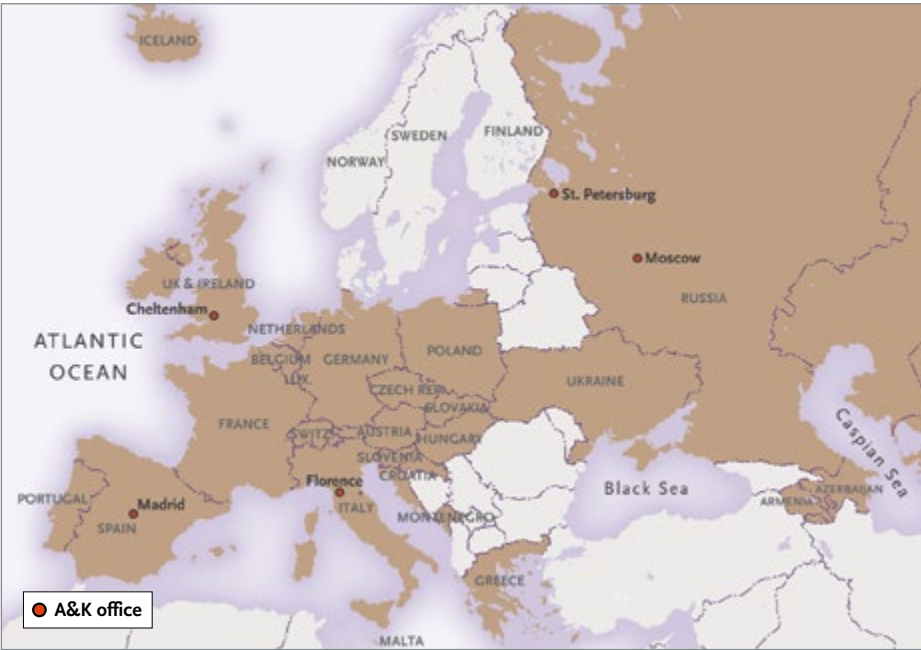 ICELAND
SWEDEN
FINLAND
NORWAY
St. Petersburg
Moscow
UK & IRELAND
RUSSIA
Cheltenham
NETHERLANDS
ATLANTIC
OCEAN
BELGIUM
GERMANY
POLAND
LUX.
UKRAINE
CZECH REP.
SLOVAKIA
FRANCE
SWITZ.
AUSTRIA
HUNGARY
SLOVENIA
CROATIA
Caspian Sea
Florence
Black Sea
AZERBAIJAN
PORTUGAL
Madrid
ITALY
ARMENIA
SPAIN
MONTENEGRO
GREECE
A&K office
MALTA